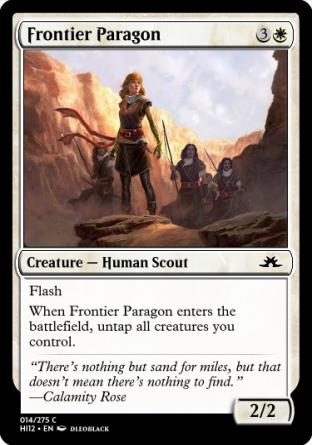 Frontier Paragon 3
Creature — Human Scout
Flash
When Frontier Paragon enters the
battlefield, untap all creatures you
control.
“There’s nothing but sand for miles, but that
doesn’t mean there’s nothing to find.”
—Calamity Rose
2/2
014/275 C
HI12 • EN DLEOBLACK